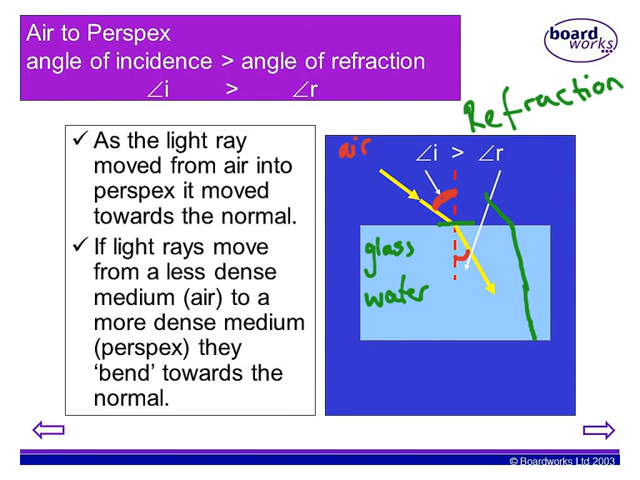 Air to Perspex
angle of incidence > angle of refraction
∠i > ∠r
board
works
Refraction
✓ As the light ray
moved from air into
perspex it moved
towards the normal.
✓ If light rays move
from a less dense
medium (air) to a
more dense medium
(perspex) they
‘bend’ towards the
normal.
air
∠i > ∠r
glass
water
© Boardworks Ltd 2003